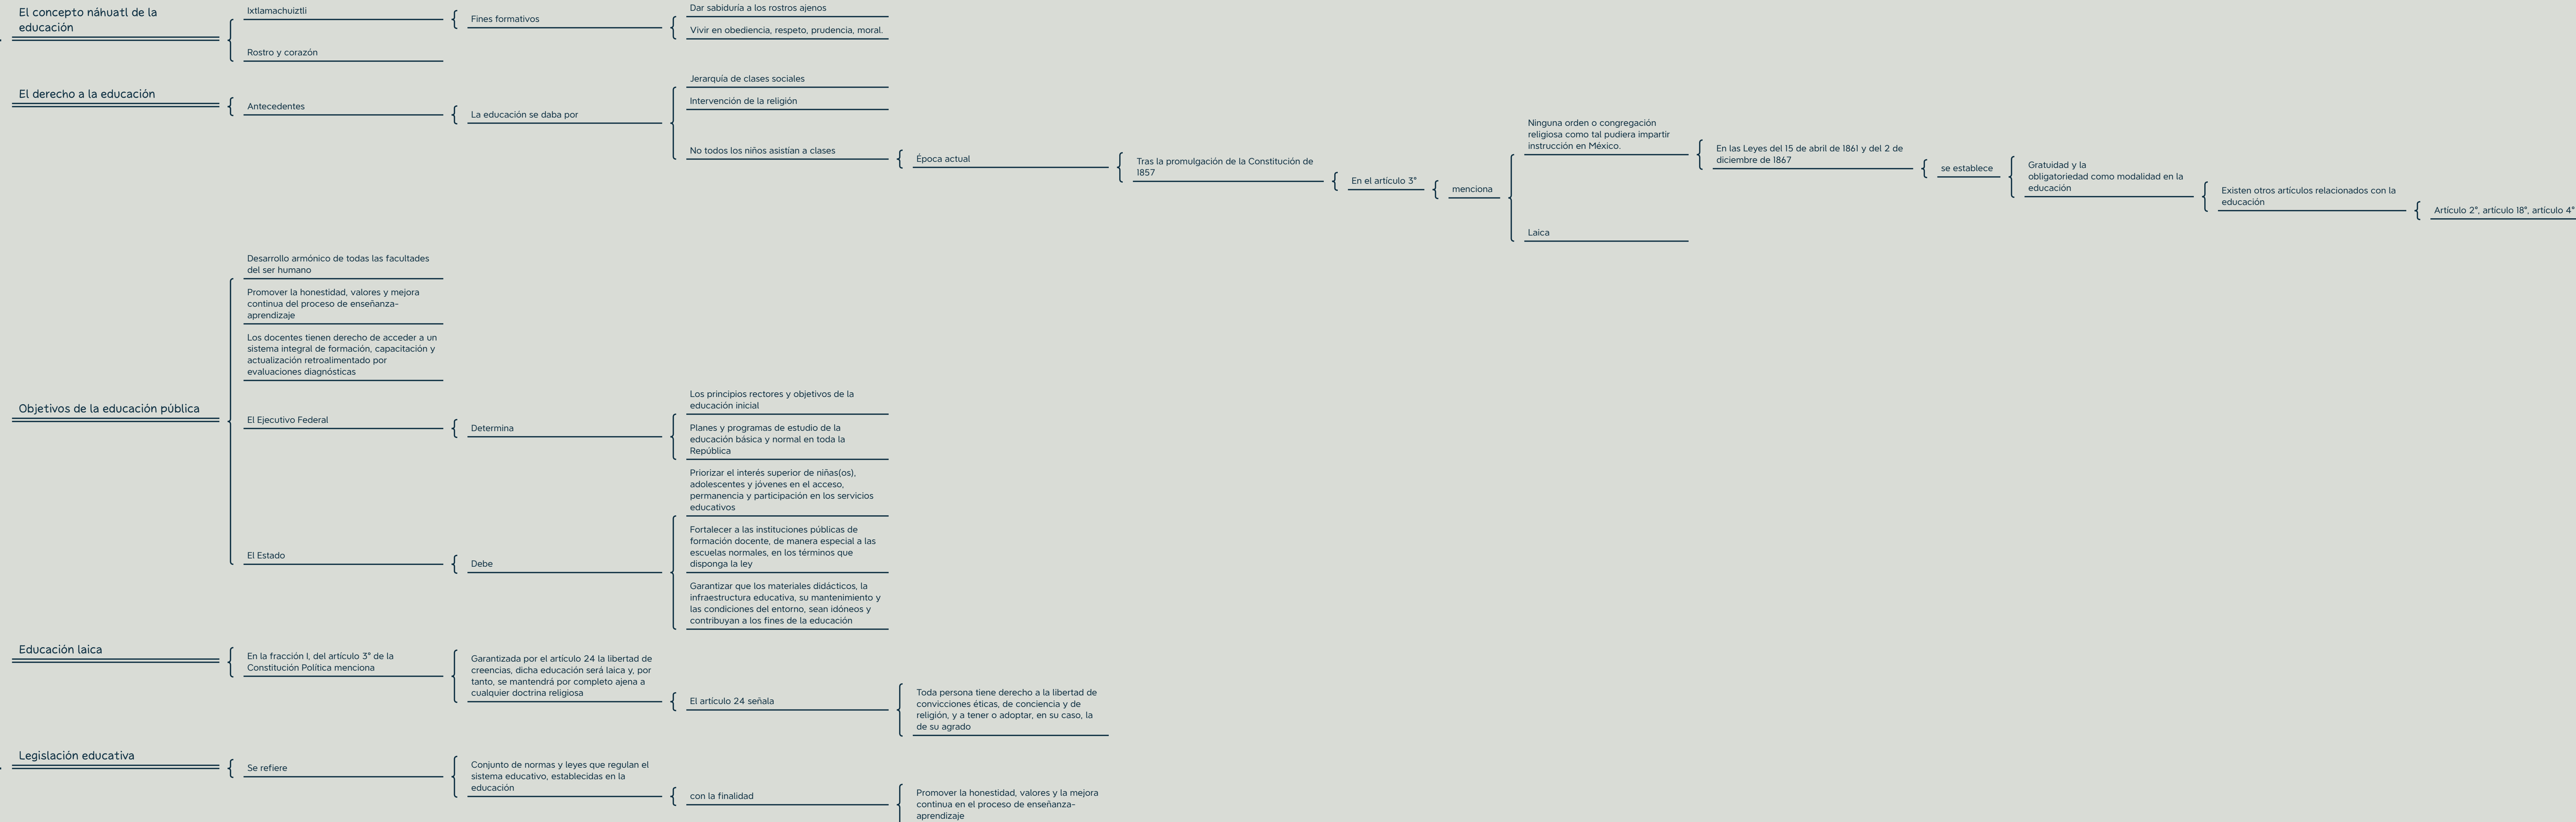 El concepto náhuatl de la
educación
Ixtlamachuiztli
Fines formativos
Dar sabiduría a los rostros ajenos
Vivir en obediencia, respeto, prudencia, moral.
Rostro y corazón
El derecho a la educación
Antecedentes
La educación se daba por
Jerarquía de clases sociales
Intervención de la religión
No todos los niños asistían a clases
Época actual
Tras la promulgación de la Constitución de
1857
En el artículo 3°
menciona
Ninguna orden o congregación
religiosa como tal pudiera impartir
instrucción en México.
En las Leyes del 15 de abril de 1861 y del 2 de
diciembre de 1867
se establece
Gratuidad y la
obligatoriedad como modalidad en la
educación
Existen otros artículos relacionados con la
educación
Artículo 2°, artículo 18°, artículo 4°
Laica
Objetivos de la educación pública
Desarrollo armónico de todas las facultades
del ser humano
Promover la honestidad, valores y mejora
continua del proceso de enseñanza-
aprendizaje
Los docentes tienen derecho de acceder a un
sistema integral de formación, capacitación y
actualización retroalimentado por
evaluaciones diagnósticas
El Ejecutivo Federal
Determina
Los principios rectores y objetivos de la
educación inicial
Planes y programas de estudio de la
educación básica y normal en toda la
República
El Estado
Debe
Priorizar el interés superior de niñas(os),
adolescentes y jóvenes en el acceso,
permanencia y participación en los servicios
educativos
Fortalecer a las instituciones públicas de
formación docente, de manera especial a las
escuelas normales, en los términos que
disponga la ley
Garantizar que los materiales didácticos, la
infraestructura educativa, su mantenimiento y
las condiciones del entorno, sean idóneos y
contribuyan a los fines de la educación
Educación laica
En la fracción I, del artículo 3° de la
Constitución Política menciona
Garantizada por el artículo 24 la libertad de
creencias, dicha educación será laica y, por
tanto, se mantendrá por completo ajena a
cualquier doctrina religiosa
El artículo 24 señala
Toda persona tiene derecho a la libertad de
convicciones éticas, de conciencia y de
religión, y a tener o adoptar, en su caso, la
de su agrado
Legislación educativa
Se refiere
Conjunto de normas y leyes que regulan el
sistema educativo, establecidas en la
educación
con la finalidad
Promover la honestidad, valores y la mejora
continua en el proceso de enseñanza-
aprendizaje